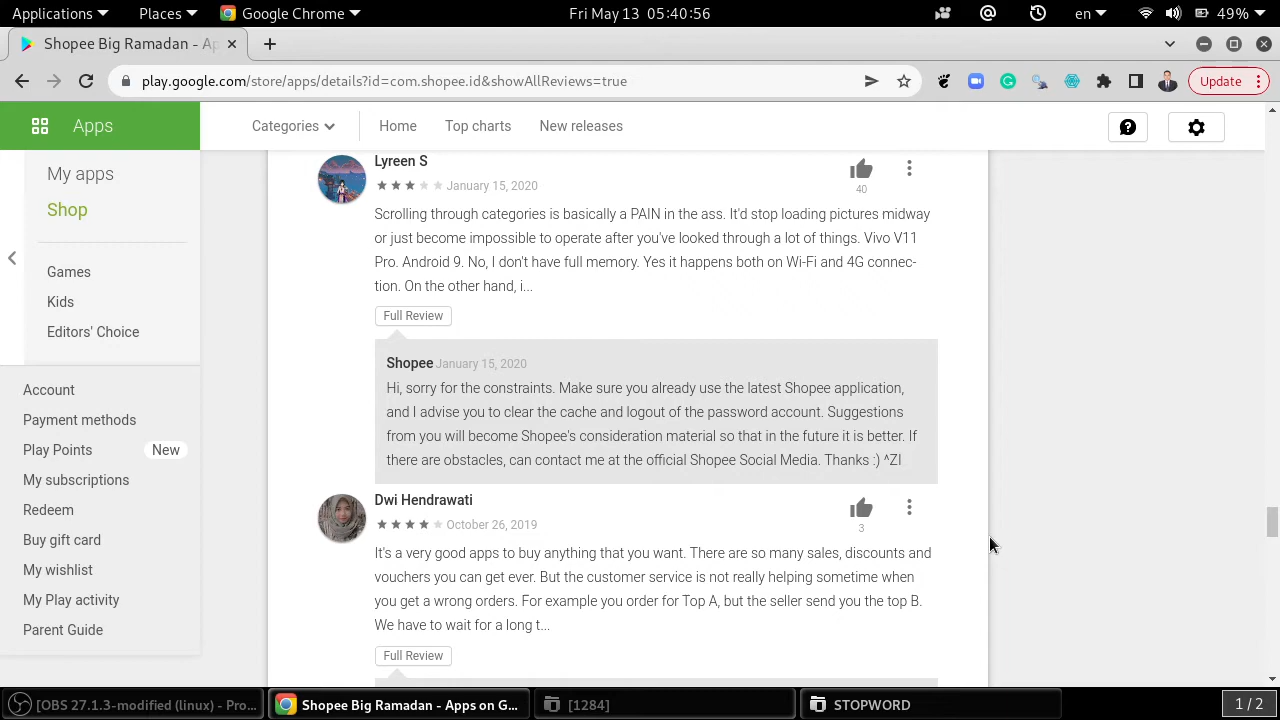 Applications
Places
Google Chrome
Fri May 13  05:40:56
en
49%
Shopee Big Ramadan - Ap
play.google.com/store/apps/details?id=com.shopee.id&showAllReviews=true
Update
Apps
Categories
Home
Top charts
New releases
My apps
Shop
Games
Kids
Editors' Choice
Account
Payment methods
Play Points New
My subscriptions
Redeem
Buy gift card
My wishlist
My Play activity
Parent Guide
Lyreen S
January 15, 2020
40
Scrolling through categories is basically a PAIN in the ass. It'd stop loading pictures midway
or just become impossible to operate after you've looked through a lot of things. Vivo V11
Pro. Android 9. No, I don't have full memory. Yes it happens both on Wi-Fi and 4G connec-
tion. On the other hand, i...
Full Review
Shopee January 15, 2020
Hi, sorry for the constraints. Make sure you already use the latest Shopee application,
and I advise you to clear the cache and logout of the password account. Suggestions
from you will become Shopee's consideration material so that in the future it is better. If
there are obstacles, can contact me at the official Shopee Social Media. Thanks :) ^ZI
Dwi Hendrawati
October 26, 2019
3
It's a very good apps to buy anything that you want. There are so many sales, discounts and
vouchers you can get ever. But the customer service is not really helping sometime when
you get a wrong orders. For example you order for Top A, but the seller send you the top B.
We have to wait for a long t...
Full Review
[OBS 27.1.3-modified (linux) - Pro...
Shopee Big Ramadan - Apps on G...
[1284]
STOPWORD
1 / 2